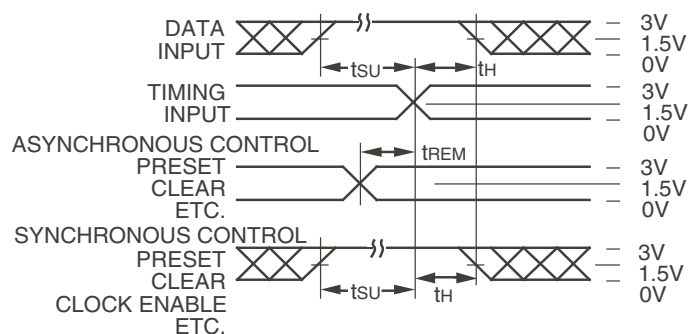 DATA
INPUT
tSU
tH
3V
1.5V
0V
TIMING
INPUT
3V
1.5V
0V
ASYNCHRONOUS CONTROL
PRESET
CLEAR
ETC.
tREM
3V
1.5V
0V
SYNCHRONOUS CONTROL
PRESET
CLEAR
CLOCK ENABLE
ETC.
tSU
tH
3V
1.5V
0V